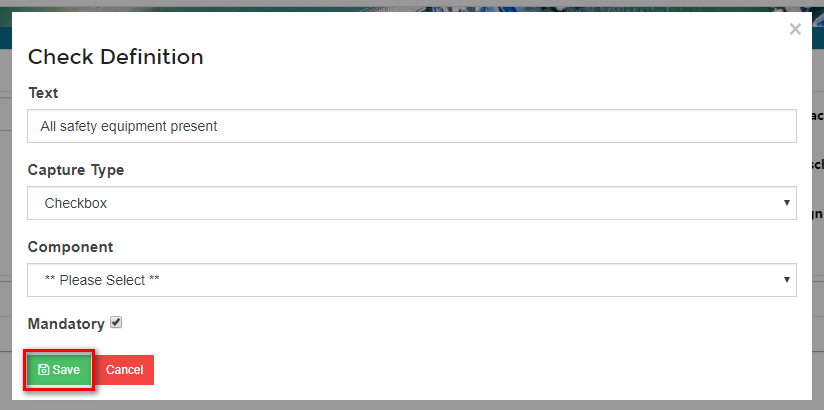 ×
Check Definition
Text
All safety equipment present
Capture Type
Checkbox
Component
** Please Select **
Mandatory
Save Cancel